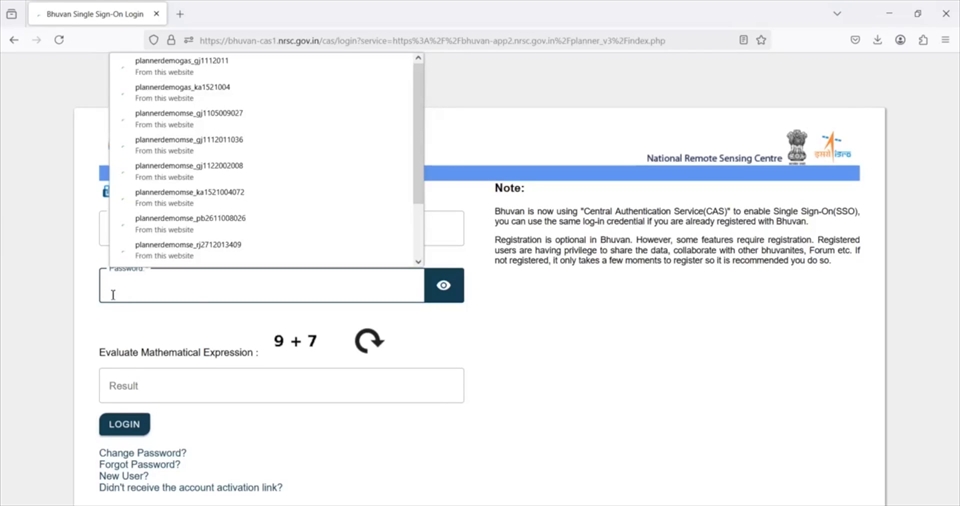 Bhuvan Single Sign-On Login
https://bhuvan-cas1.nrsc.gov.in/cas/login?service=https%3A%2F%2Fbhuvan-app2.nrsc.gov.in%2Fplanner_v3%2Findex.php
plannerdemogas_gj1112011
From this website
plannerdemogas_ka1521004
From this website
plannerdemomse_gj1105009027
From this website
plannerdemomse_gj1112011036
From this website
plannerdemomse_gj1122002008
From this website
plannerdemomse_ka1521004072
From this website
plannerdemomse_pb2611008026
From this website
plannerdemomse_rj2712013409
From this website
National Remote Sensing Centre
इसरो isro
Note:
Bhuvan is now using "Central Authentication Service(CAS)" to enable Single Sign-On(SSO),
you can use the same log-in credential if you are already registered with Bhuvan.
Registration is optional in Bhuvan. However, some features require registration. Registered
users are having privilege to share the data, collaborate with other bhuvanites, Forum etc. If
not registered, it only takes a few moments to register so it is recommended you do so.
Password:*
Evaluate Mathematical Expression :
9 + 7
Result
LOGIN
Change Password?
Forgot Password?
New User?
Didn't receive the account activation link?